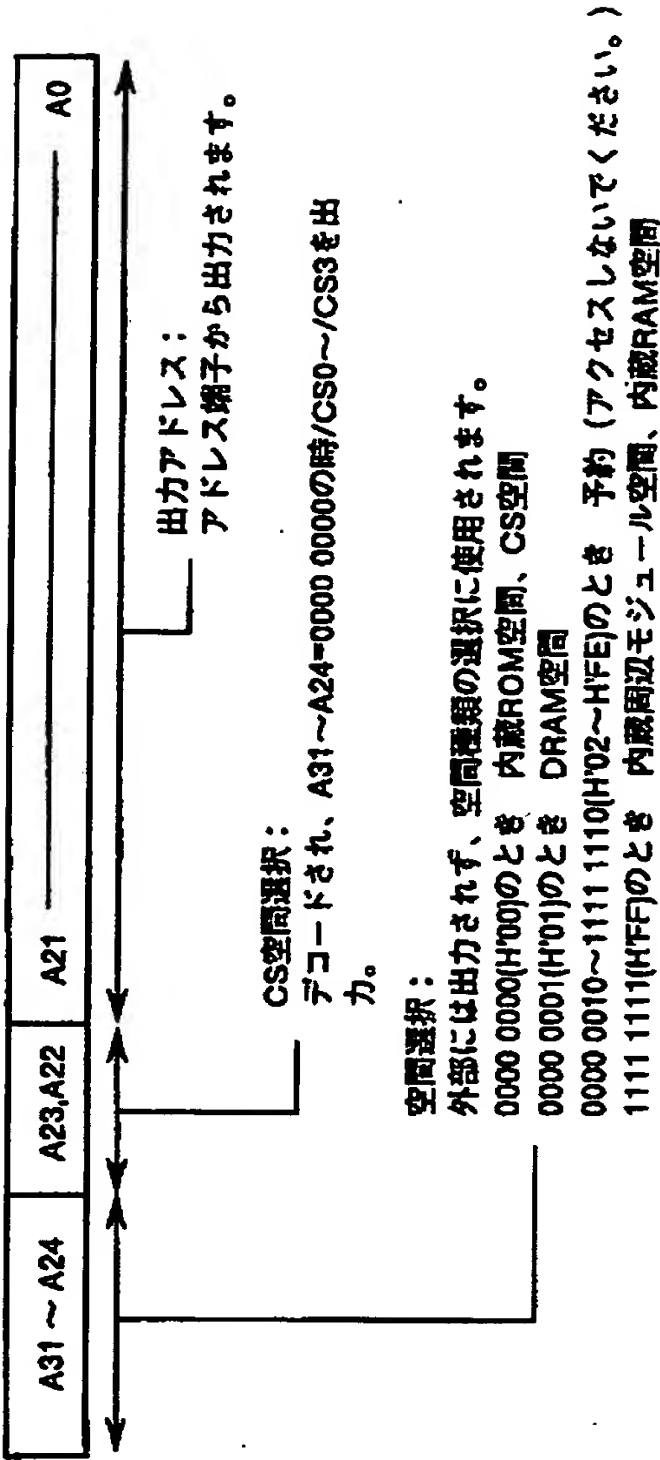 A31～A24 A23,A22 A21 A0
出力アドレス：
アドレス端子から出力されます。
CS空間選択：
デコードされ、A31～A24=0000 0000の時/CS0～/CS3を出
力。
空間選択：
外部には出力されず、空間種類の選択に使用されます。
0000 0000(H'00)のとき 内蔵ROM空間、CS空間
0000 0001(H'01)のとき DRAM空間
0000 0010～1111 1110(H'02～H'FE)のとき 予約（アクセスしないでください。）
1111 1111(H'FF)のとき 内蔵周辺モジュール空間、内蔵RAM空間